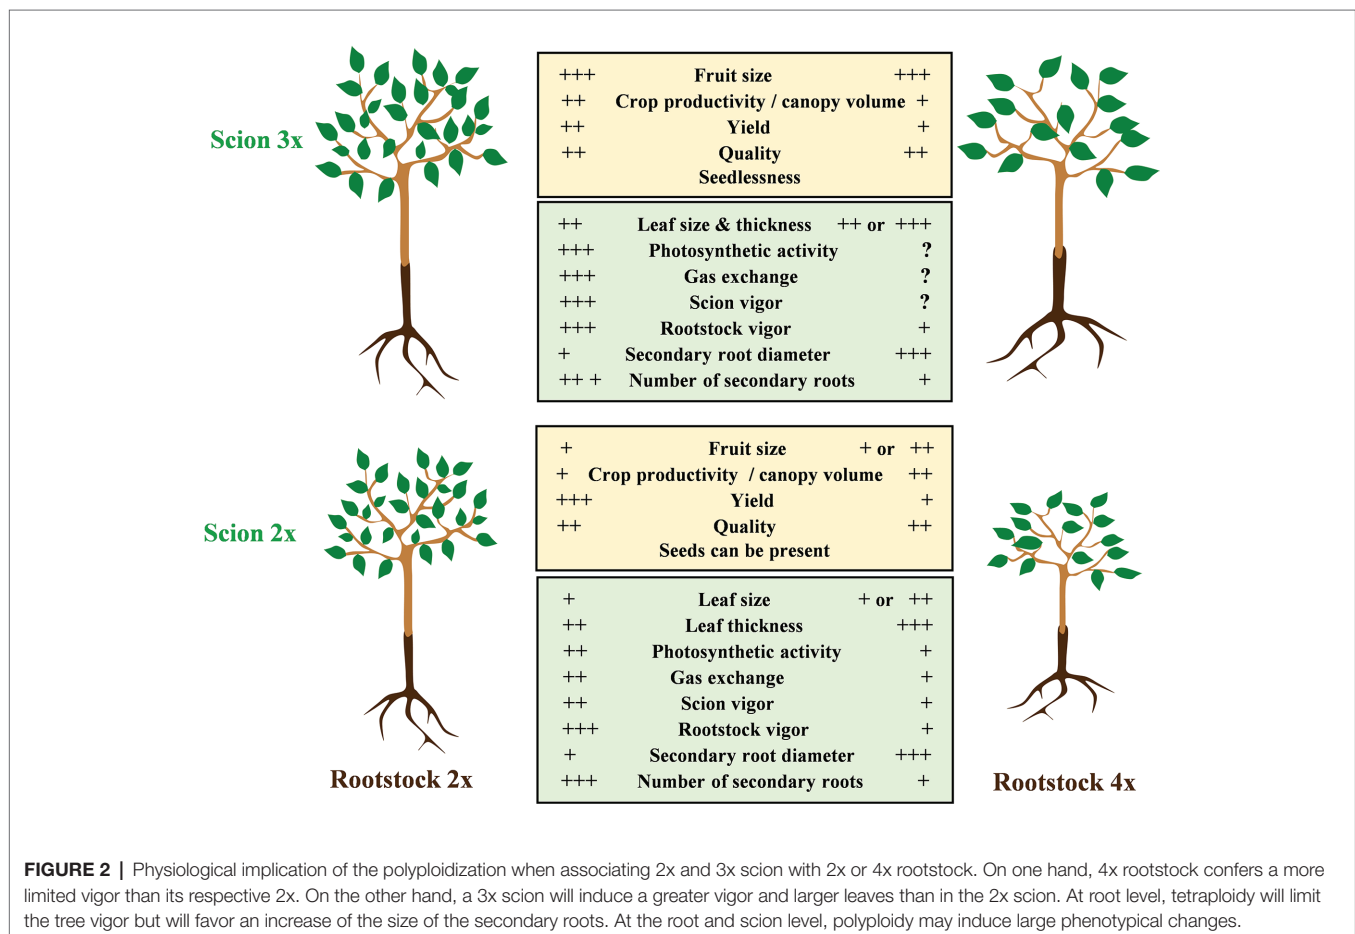 +++ Fruit size +++
++ Crop productivity / canopy volume +
++ Yield +
Scion 3x
++ Quality ++
Seedlessness
++ Leaf size & thickness ++ or +++
+++ Photosynthetic activity ?
+++ Gas exchange ?
+++ Scion vigor ?
+++ Rootstock vigor +
+ Secondary root diameter +++
++ + Number of secondary roots +
+ Fruit size + or ++
+ Crop productivity / canopy volume ++
+++ Yield +
Scion 2x
++ Quality ++
Seeds can be present
+ Leaf size + or ++
++ Leaf thickness +++
++ Photosynthetic activity +
++ Gas exchange +
++ Scion vigor +
+++ Rootstock vigor +
+ Secondary root diameter +++
+++ Number of secondary roots +
Rootstock 2x
Rootstock 4x
FIGURE 2 | Physiological implication of the polyploidization when associating 2x and 3x scion with 2x or 4x rootstock. On one hand, 4x rootstock confers a more
limited vigor than its respective 2x. On the other hand, a 3x scion will induce a greater vigor and larger leaves than in the 2x scion. At root level, tetraploidy will limit
the tree vigor but will favor an increase of the size of the secondary roots. At the root and scion level, polyploidy may induce large phenotypical changes.